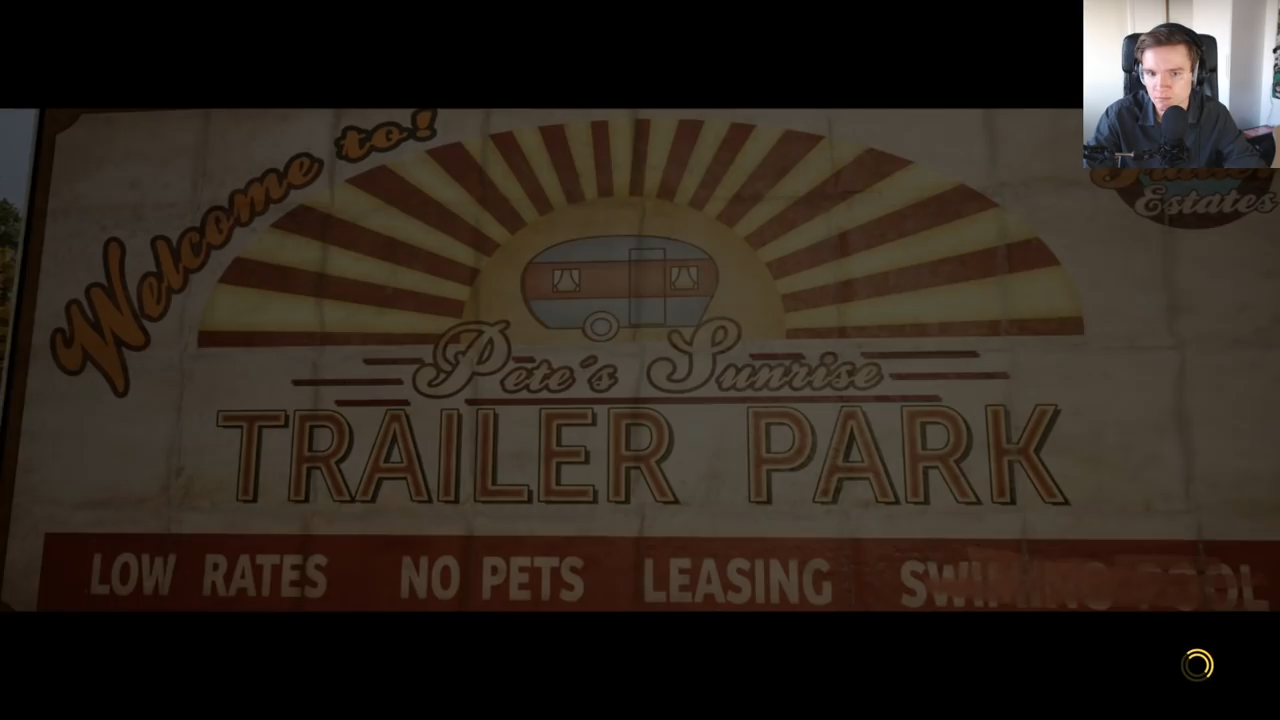 Welcome to!
Estates
Pete's Sunrise
TRAILER PARK
LOW RATES NO PETS LEASING